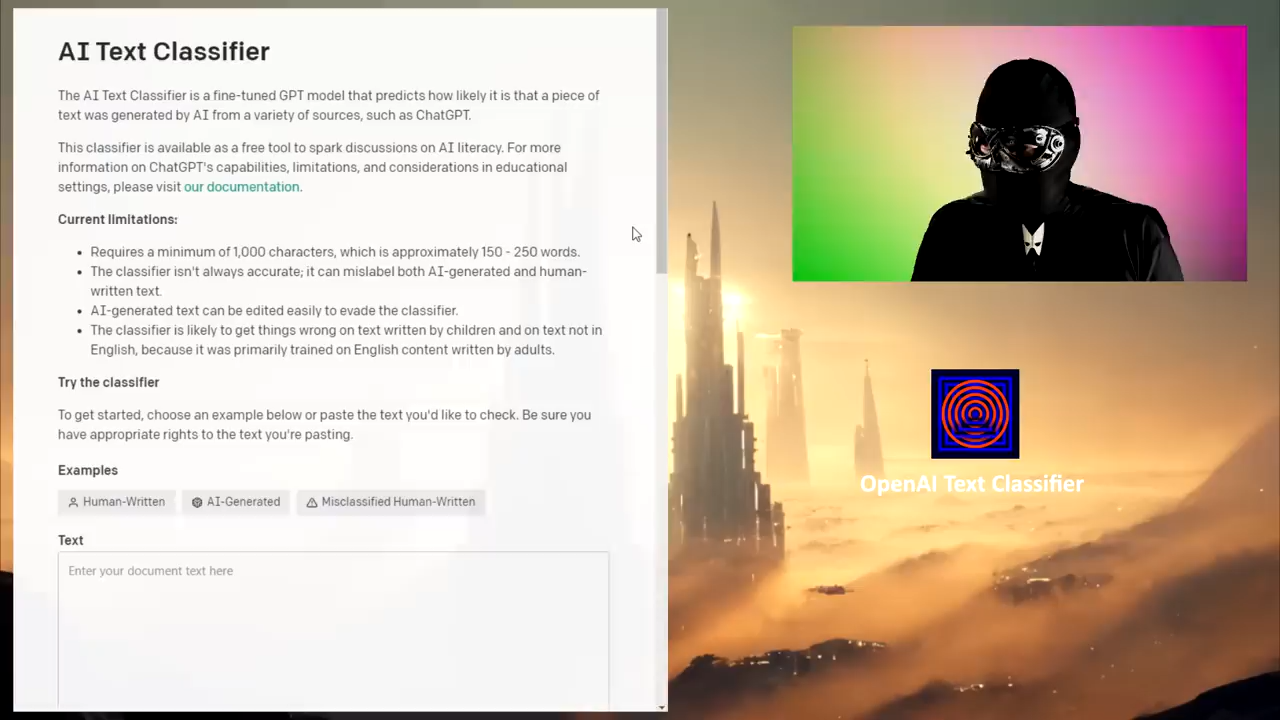 AI Text Classifier
The AI Text Classifier is a fine-tuned GPT model that predicts how likely it is that a piece of
text was generated by AI from a variety of sources, such as ChatGPT.
This classifier is available as a free tool to spark discussions on AI literacy. For more
information on ChatGPT's capabilities, limitations, and considerations in educational
settings, please visit our documentation.
Current limitations:
• Requires a minimum of 1,000 characters, which is approximately 150 - 250 words.
• The classifier isn't always accurate; it can mislabel both AI-generated and human-
written text.
• AI-generated text can be edited easily to evade the classifier.
• The classifier is likely to get things wrong on text written by children and on text not in
English, because it was primarily trained on English content written by adults.
Try the classifier
To get started, choose an example below or paste the text you'd like to check. Be sure you
have appropriate rights to the text you're pasting.
Examples
Human-Written AI-Generated Misclassified Human-Written
Text
Enter your document text here
OpenAI Text Classifier